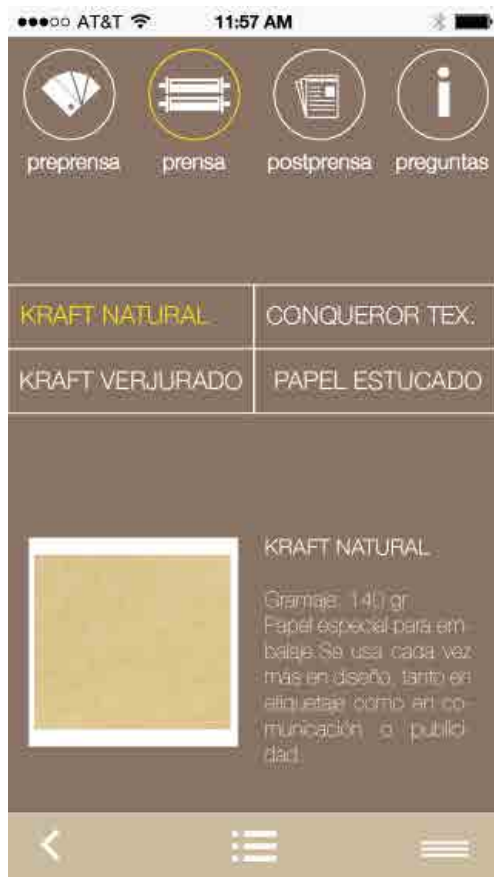 AT&T 11:57 AM
preprensa prensa postprensa preguntas
KRAFT NATURAL CONQUEROR TEX.
KRAFT VERJURADO PAPEL ESTUCADO
KRAFT NATURAL
Gramaje: 140 gr
Papel especial para em-
balaje.Se usa cada vez
más en diseño, tanto en
etiquetaje como en co-
municación o publici-
dad.